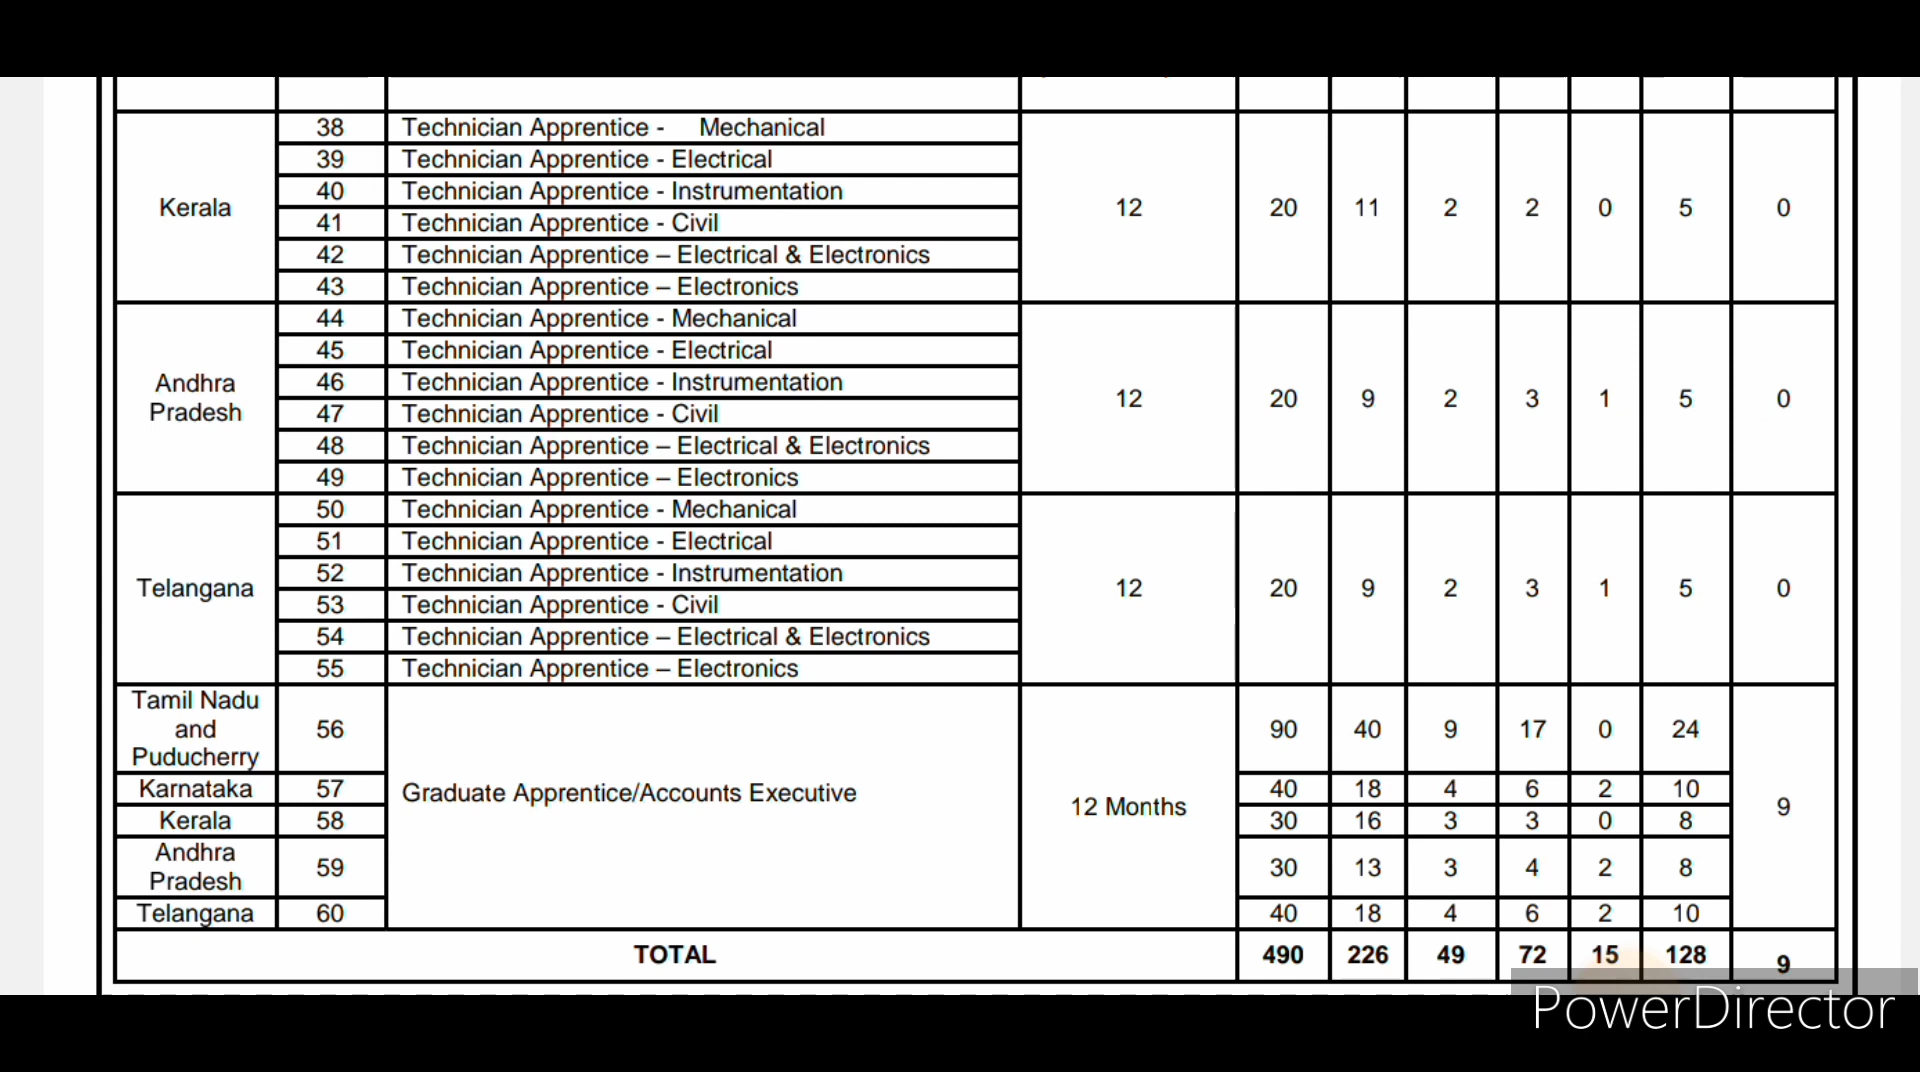 Kerala
38 Technician Apprentice - Mechanical
39 Technician Apprentice - Electrical
40 Technician Apprentice - Instrumentation
41 Technician Apprentice - Civil
42 Technician Apprentice – Electrical & Electronics
43 Technician Apprentice – Electronics
12 20 11 2 2 0 5 0
Andhra
Pradesh
44 Technician Apprentice - Mechanical
45 Technician Apprentice - Electrical
46 Technician Apprentice - Instrumentation
47 Technician Apprentice - Civil
48 Technician Apprentice – Electrical & Electronics
49 Technician Apprentice – Electronics
12 20 9 2 3 1 5 0
Telangana
50 Technician Apprentice - Mechanical
51 Technician Apprentice - Electrical
52 Technician Apprentice - Instrumentation
53 Technician Apprentice - Civil
54 Technician Apprentice – Electrical & Electronics
55 Technician Apprentice – Electronics
12 20 9 2 3 1 5 0
Tamil Nadu
and
Puducherry
56 90 40 9 17 0 24
Karnataka 57 40 18 4 6 2 10
Graduate Apprentice/Accounts Executive
12 Months
9
Kerala 58 30 16 3 3 0 8
Andhra
Pradesh
59 30 13 3 4 2 8
Telangana 60 40 18 4 6 2 10
TOTAL 490 226 49 72 15 128 9
PowerDirector